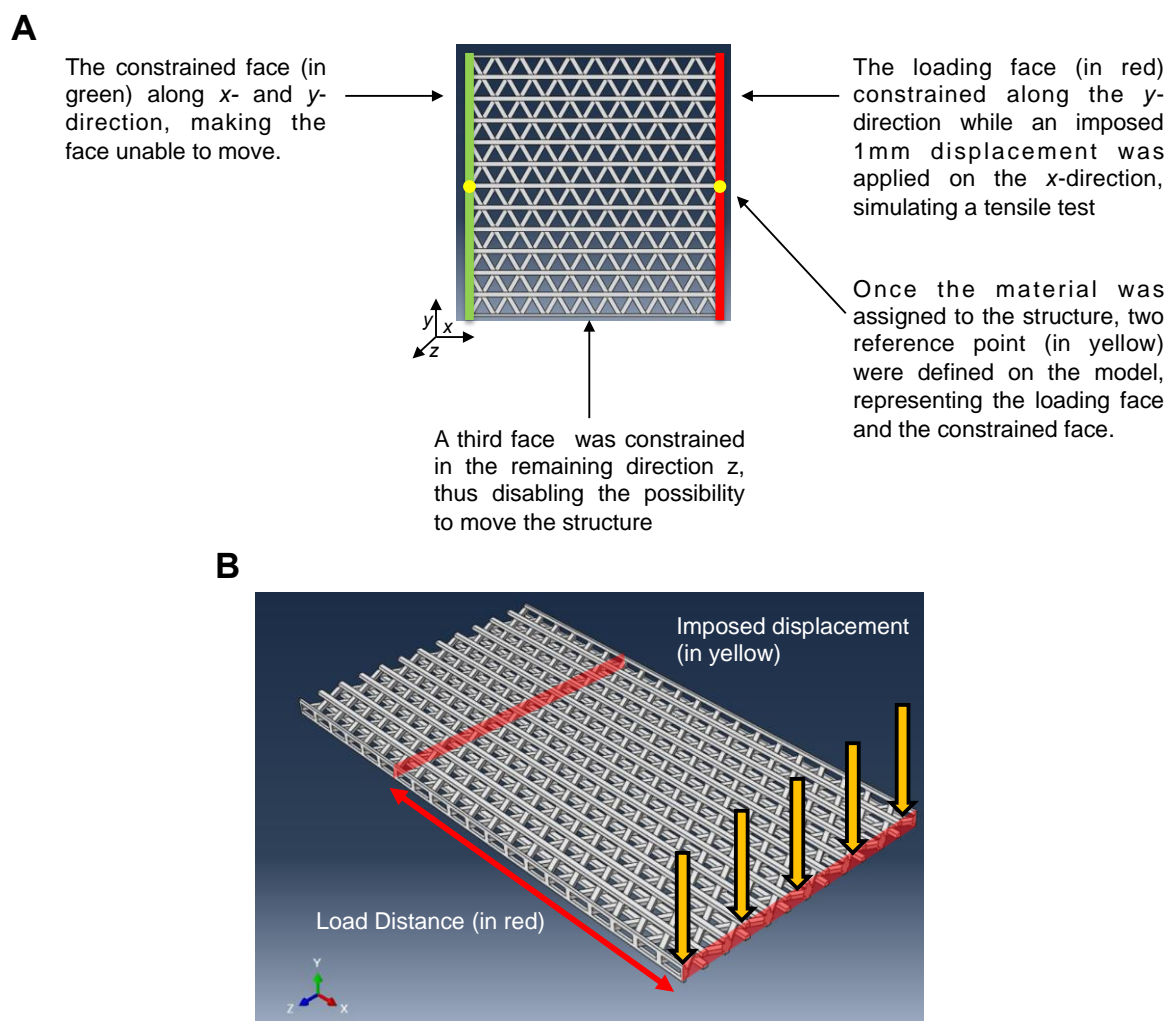 A
The constrained face (in
green) along x- and y-
direction, making the
face unable to move.
The loading face (in red)
constrained along the y-
direction while an imposed
1mm displacement was
applied on the x-direction,
simulating a tensile test
Once the material was
assigned to the structure, two
reference point (in yellow)
were defined on the model,
representing the loading face
and the constrained face.
y
x
z
A third face was constrained
in the remaining direction z,
thus disabling the possibility
to move the structure
B
Imposed displacement
(in yellow)
Load Distance (in red)
Y
Z
X